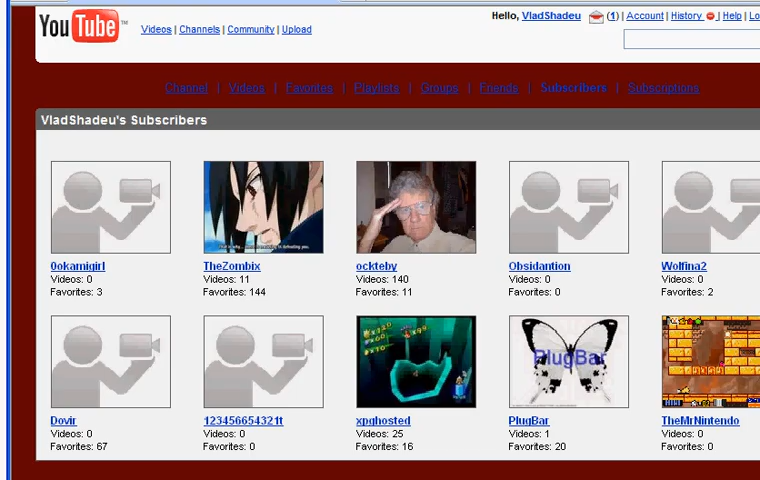 YouTube™
Videos | Channels | Community | Upload
Hello, VladShadeu (1) | Account | History | Help | Lo
Channel | Videos | Favorites | Playlists | Groups | Friends | Subscribers | Subscriptions
VladShadeu's Subscribers
0okamigirl
Videos: 0
Favorites: 3
TheZombix
Videos: 11
Favorites: 144
ockteby
Videos: 140
Favorites: 11
Obsidantion
Videos: 0
Favorites: 0
Wolfina2
Videos: 0
Favorites: 2
PlugBar
Dovir
Videos: 0
Favorites: 67
123456654321t
Videos: 0
Favorites: 0
xpghosted
Videos: 25
Favorites: 16
PlugBar
Videos: 1
Favorites: 20
TheMrNintendo
Videos: 0
Favorites: 0